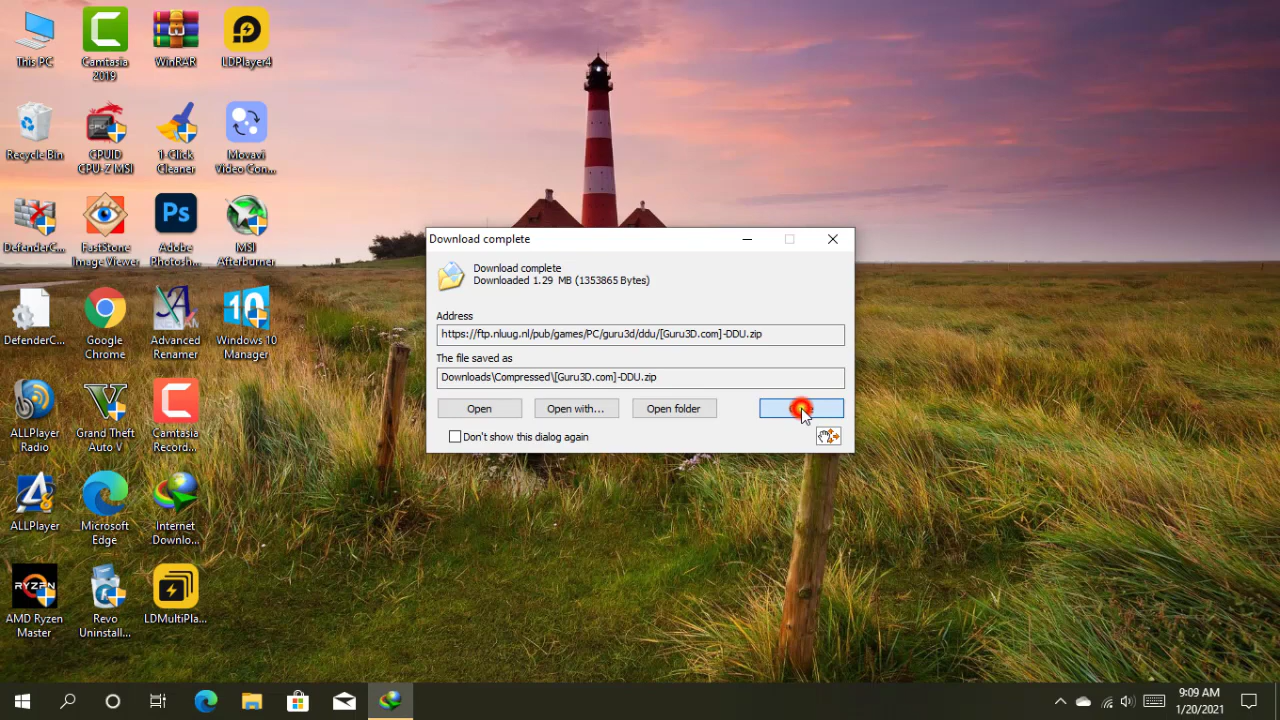 This PC
Camtasia
2019
WinRAR
LDPlayer4
Recycle Bin
CPUID
CPU-Z MSI
1-Click
Cleaner
Movavi
Video Con...
DefenderC...
FastStone
Image Viewer
Ps
Adobe
Photosh...
MSI
Afterburner
DefenderC...
Google
Chrome
Advanced
Renamer
10
Windows 10
Manager
ALLPlayer
Radio
Grand Theft
Auto V
Camtasia
Record...
ALLPlayer
Microsoft
Edge
Internet
Downlo...
RYZEN
AMD Ryzen
Master
Revo
Uninstall...
LDMultiPla...
Download complete
Download complete
Downloaded 1.29 MB (1353865 Bytes)
Address
https://ftp.nluug.nl/pub/games/PC/guru3d/ddu/[Guru3D.com]-DDU.zip
The file saved as
Downloads\Compressed\[Guru3D.com]-DDU.zip
Open
Open with...
Open folder
Don't show this dialog again
9:09 AM
1/20/2021